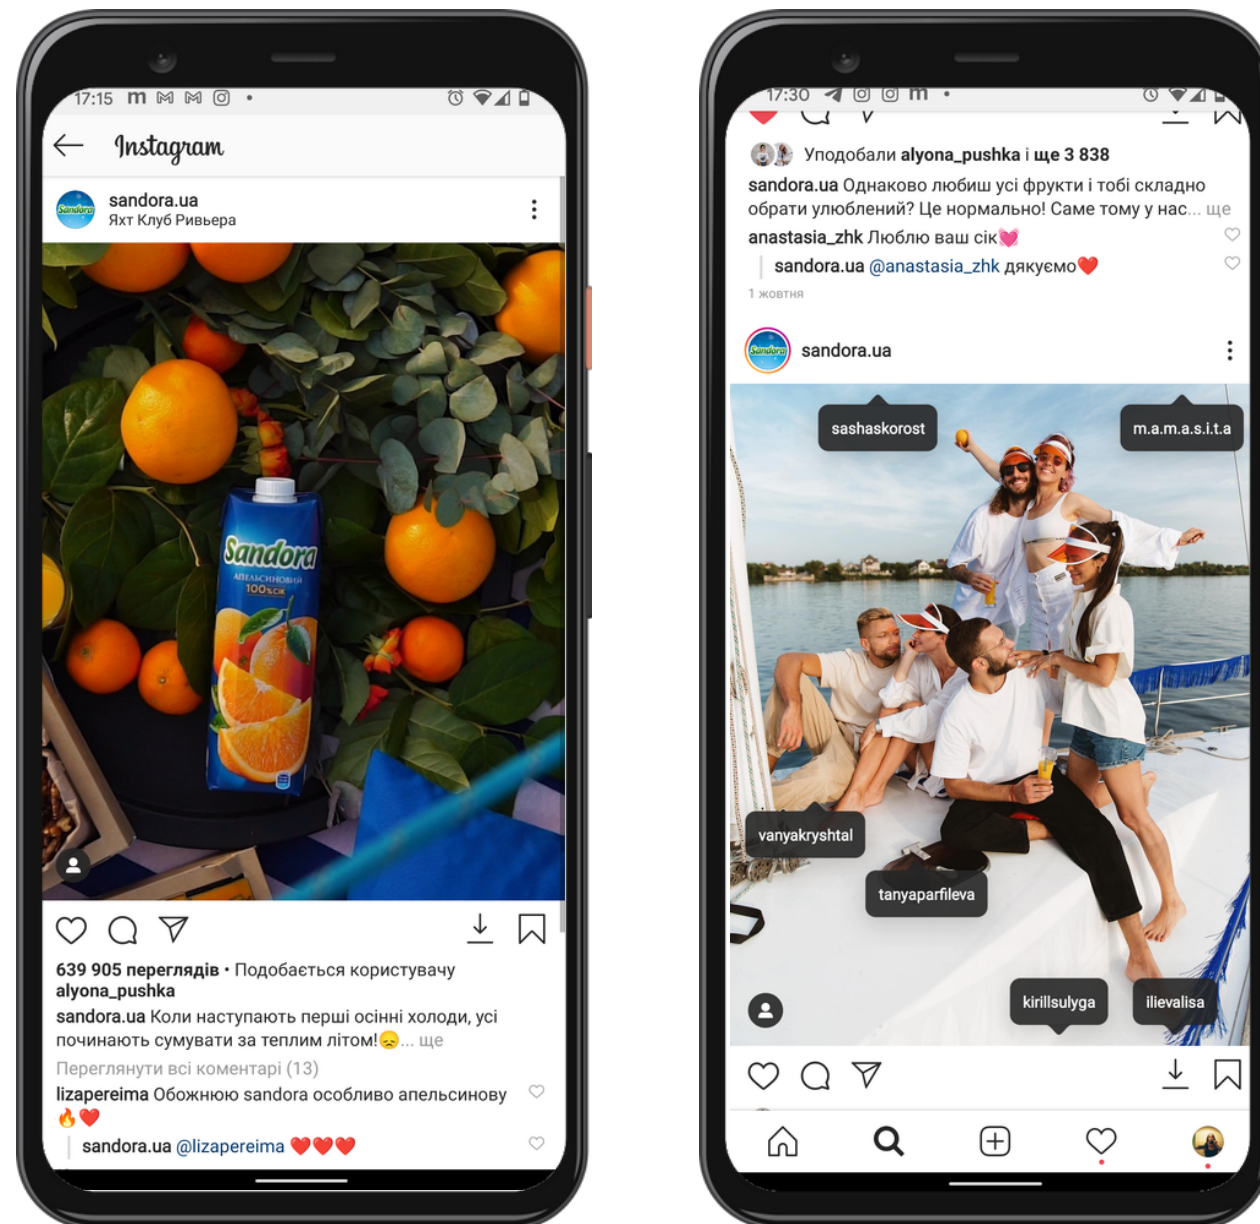 17:15
Instagram
Sandora
sandora.ua
Яхт Клуб Ривьера
Sandora
АПЕЛЬСИНОВИЙ
100% СІК
639 905 переглядів • Подобається користувачу
alyona_pushka
sandora.ua Коли наступають перші осінні холоди, усі
починають сумувати за теплим літом!😞... ще
Переглянути всі коментарі (13)
lizapereima Обожнюю sandora особливо апельсинову
🔥❤️
sandora.ua @lizapereima ❤️❤️❤️
17:30
Уподобали alyona_pushka і ще 3 838
sandora.ua Однаково любиш усі фрукти і тобі складно
обрати улюблений? Це нормально! Саме тому у нас... ще
anastasia_zhk Люблю ваш сік💓
sandora.ua @anastasia_zhk дякуємо❤️
1 жовтня
Sandora
sandora.ua
sashaskorost
m.a.m.a.s.i.t.a
vanyakryshtal
tanyaparfileva
kirillsulyga
ilievalisa